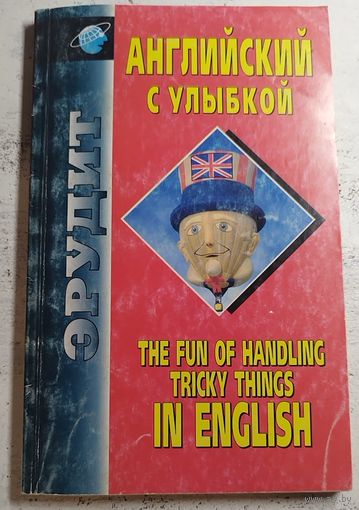 АНГЛИЙСКИЙ
С УЛЫБКОЙ
ЭРУДИТ
THE FUN OF HANDLING
TRICKY THINGS
IN ENGLISH